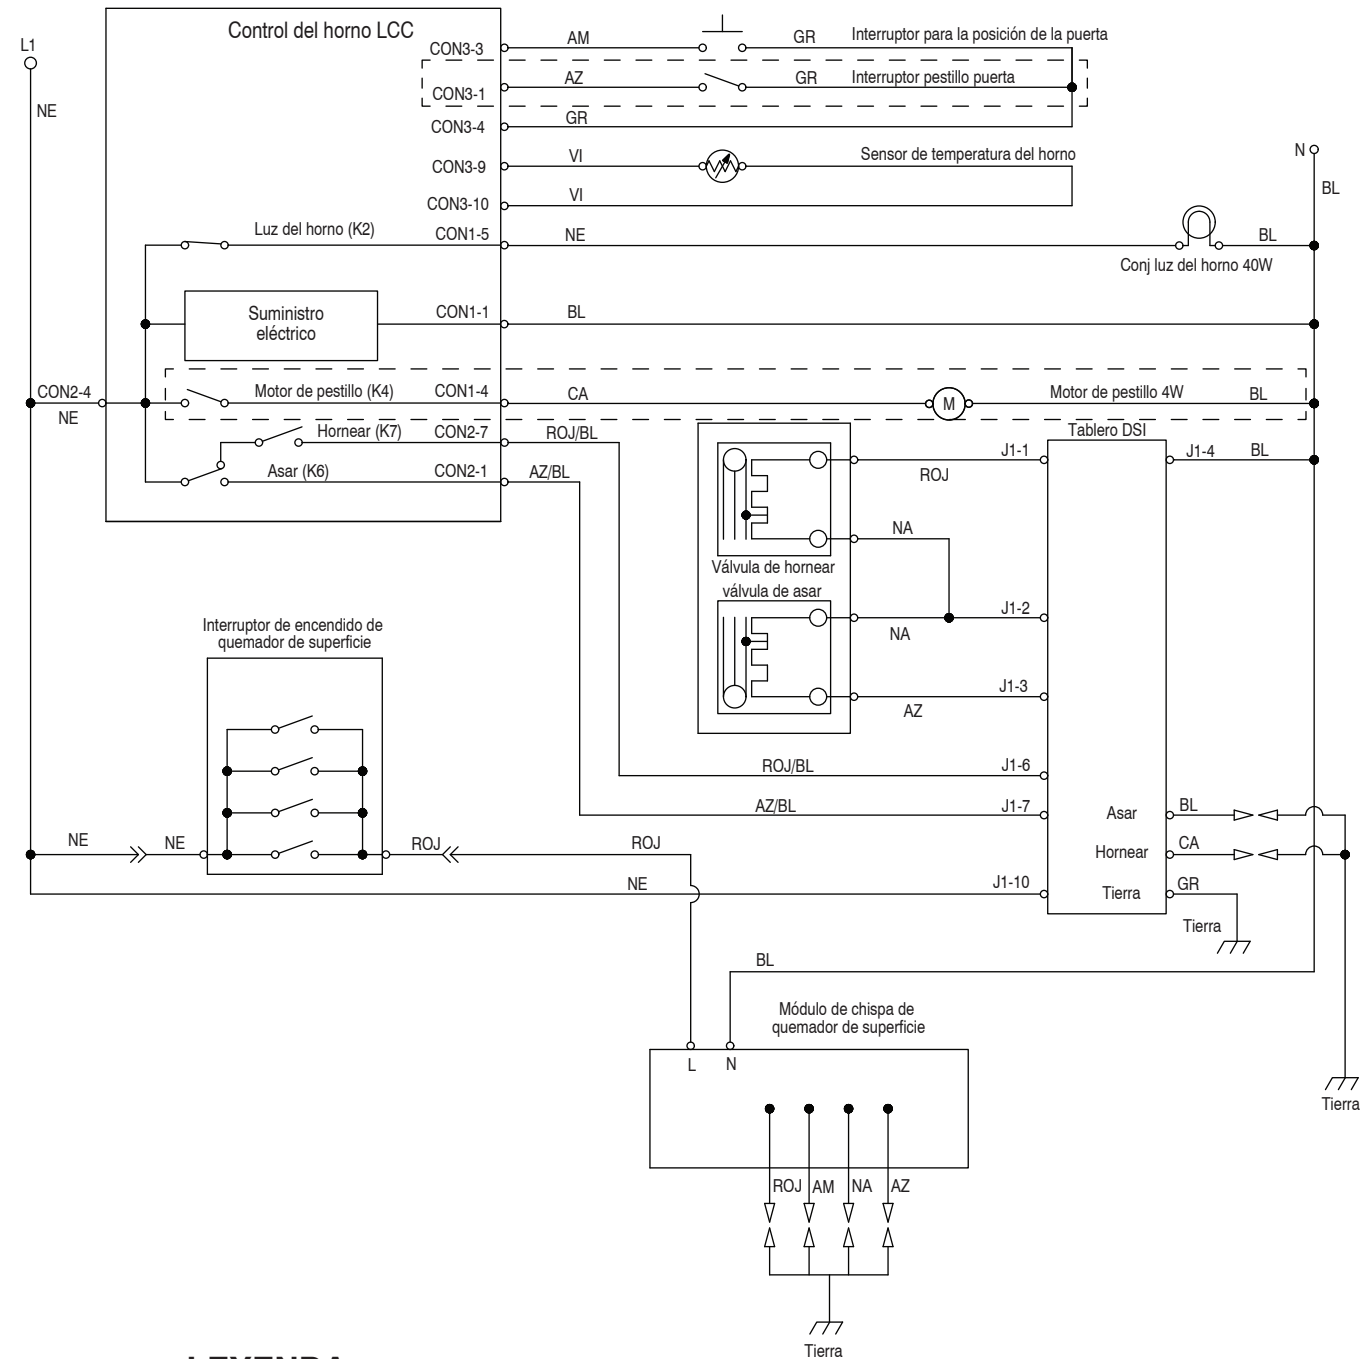 Control del horno LCC
L1
NE
CON3-3
AM
GR
Interruptor para la posición de la puerta
CON3-1
AZ
GR
Interruptor pestillo puerta
CON3-4
GR
CON3-9
VI
Sensor de temperatura del horno
N
BL
CON3-10
VI
Luz del horno (K2)
CON1-5
NE
BL
Conj luz del horno 40W
Suministro
eléctrico
CON1-1
BL
CON2-4
NE
Motor de pestillo (K4)
CON1-4
CA
M
Motor de pestillo 4W
BL
Hornear (K7)
CON2-7
ROJ/BL
Tablero DSI
Asar (K6)
CON2-1
AZ/BL
J1-1
ROJ
J1-4
BL
NA
Válvula de hornear
válvula de asar
J1-2
NA
Interruptor de encendido de
quemador de superficie
J1-3
AZ
ROJ/BL
J1-6
AZ/BL
J1-7
Asar
BL
NE
NE
ROJ
ROJ
Hornear
CA
NE
J1-10
Tierra
GR
Tierra
BL
Módulo de chispa de
quemador de superficie
L
N
Tierra
ROJ
AM
NA
AZ
Tierra
LEYENDA